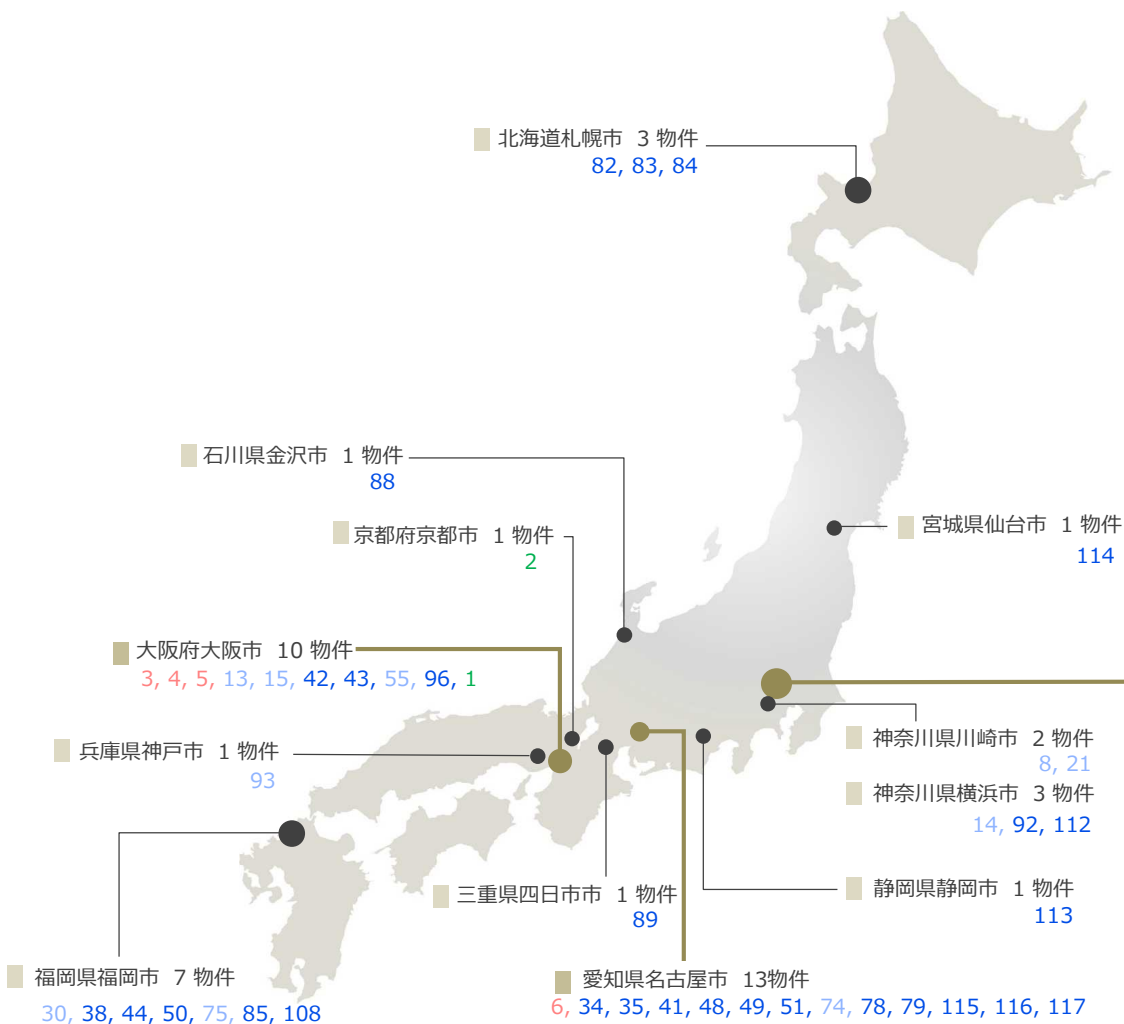 北海道札幌市 3 物件
82, 83, 84
石川県金沢市 1 物件
88
京都府京都市 1 物件
2
宮城県仙台市 1 物件
114
大阪府大阪市 10 物件
3, 4, 5, 13, 15, 42, 43, 55, 96, 1
兵庫県神戸市 1 物件
93
神奈川県川崎市 2 物件
8, 21
神奈川県横浜市 3 物件
14, 92, 112
三重県四日市市 1 物件
89
静岡県静岡市 1 物件
113
福岡県福岡市 7 物件
30, 38, 44, 50, 75, 85, 108
愛知県名古屋市 13物件
6, 34, 35, 41, 48, 49, 51, 74, 78, 79, 115, 116, 117